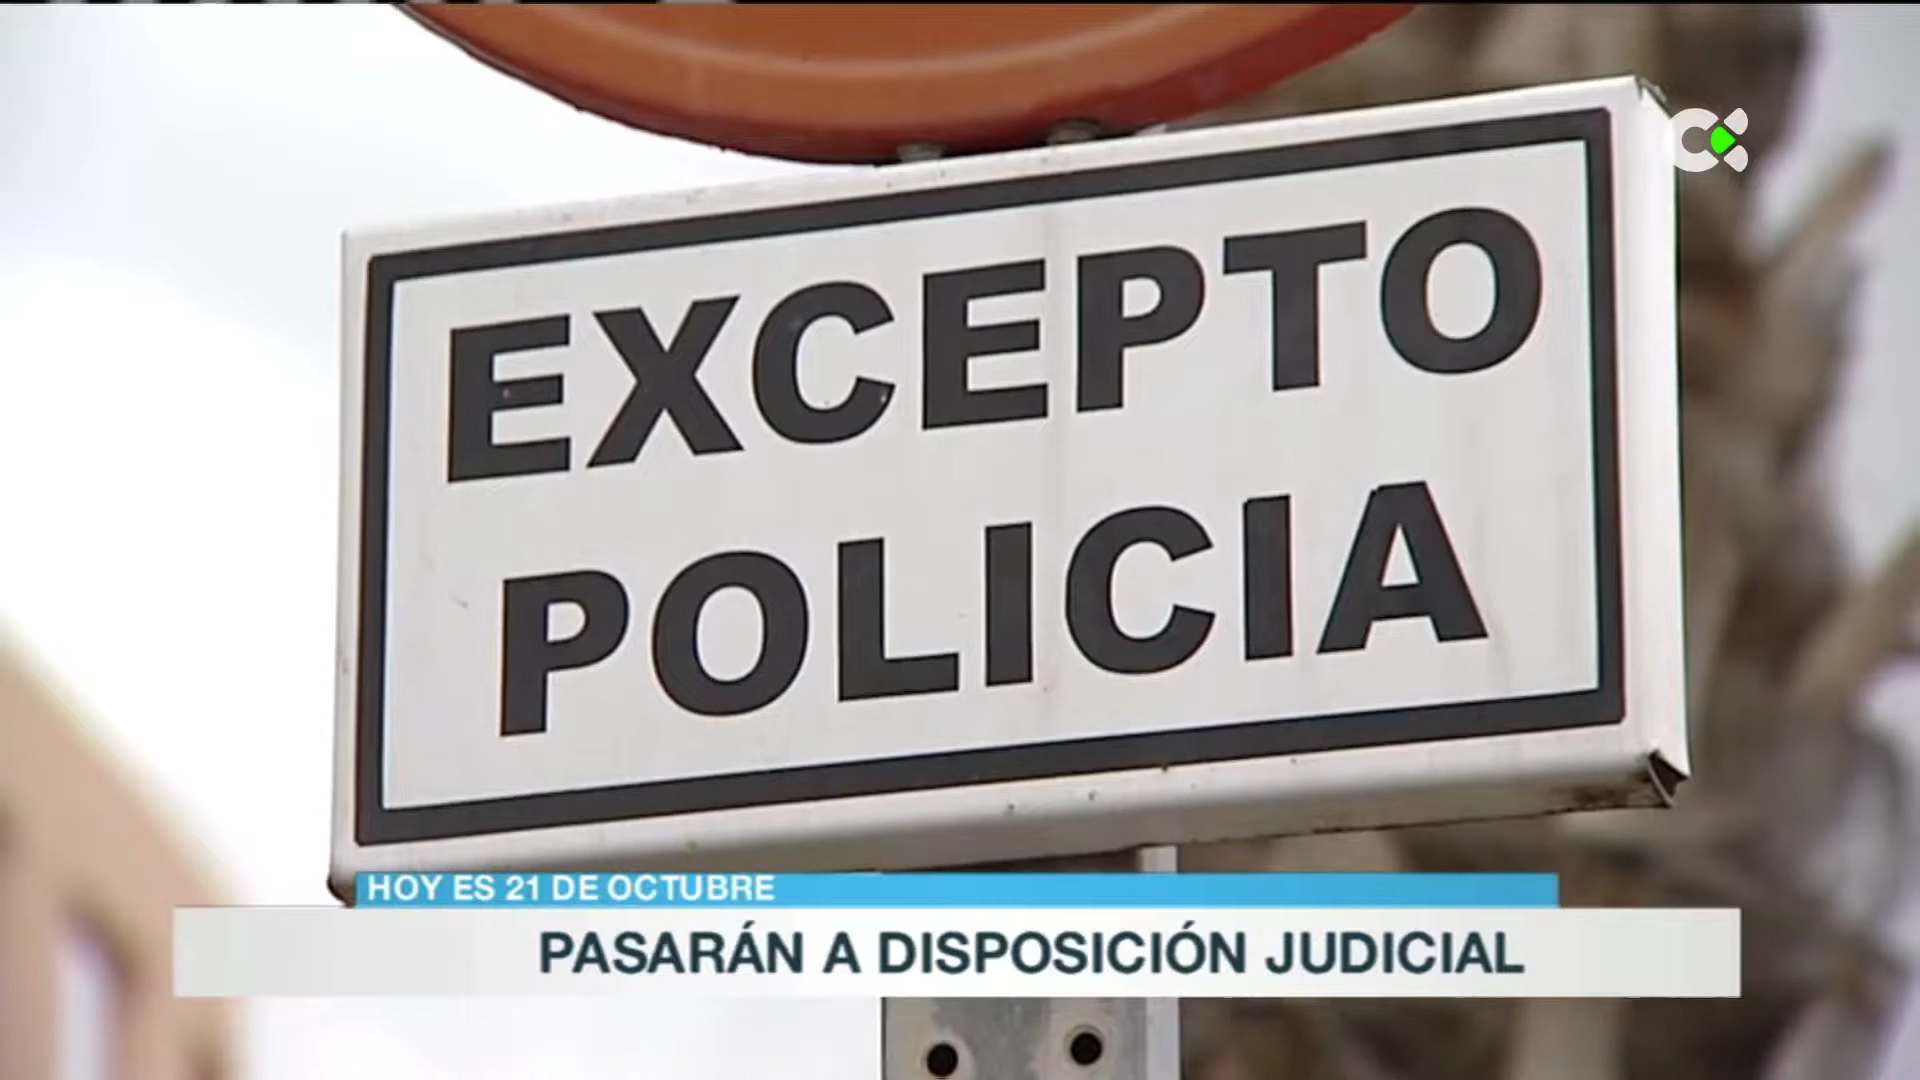 EXCEPTO
POLICIA
HOY ES 21 DE OCTUBRE
PASARÁN A DISPOSICIÓN JUDICIAL